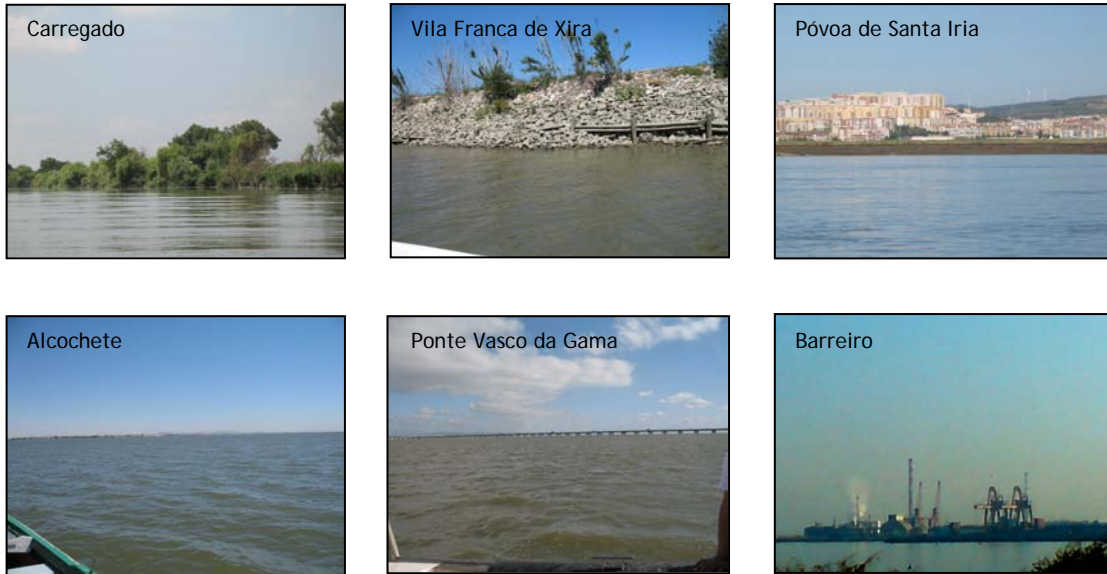 Carregado
Vila Franca de Xira
Póvoa de Santa Iria
Alcochete
Ponte Vasco da Gama
Barreiro